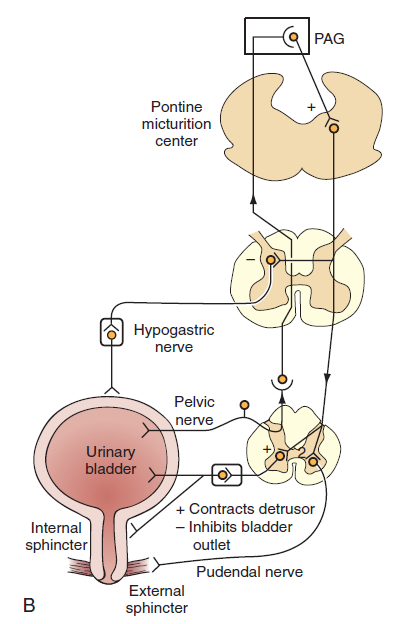 PAG
Pontine
micturition
center
+
–
Hypogastric
nerve
Pelvic
nerve
+
Urinary
bladder
+ Contracts detrusor
– Inhibits bladder
outlet
Internal
sphincter
Pudendal nerve
External
sphincter
B